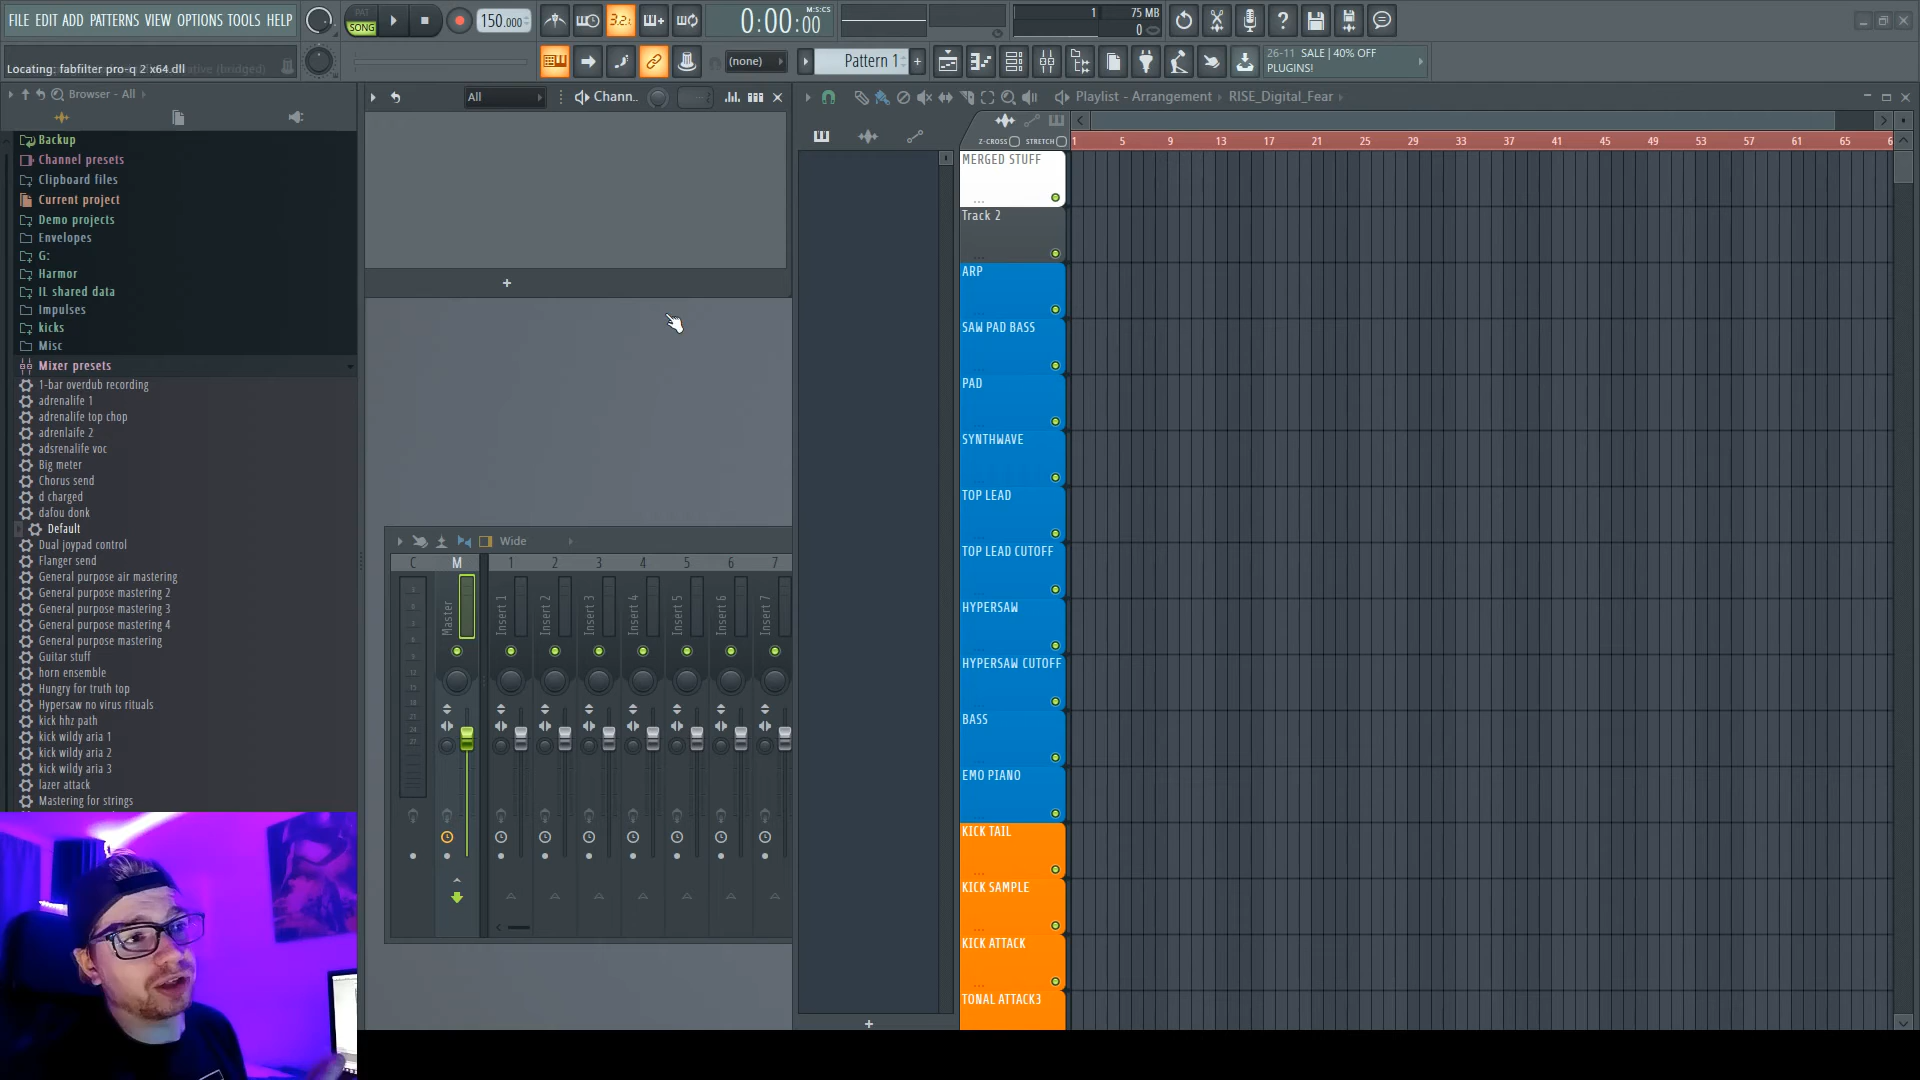 FILE EDIT ADD PATTERNS VIEW OPTIONS TOOLS HELP
PAT
SONG
150.000
3.2.
M:S:CS
0:00:00
1
75 MB
0
Locating: fabfilter pro-q 2 x64.dll
(none)
Pattern 1
26-11 SALE | 40% OFF
PLUGINS!
Browser - All
All
Chann..
Playlist - Arrangement
RISE_Digital_Fear
Z-CROSS
STRETCH
1 5 9 13 17 21 25 29 33 37 41 45 49 53 57 61 65 6
Backup
Channel presets
Clipboard files
Current project
Demo projects
Envelopes
G:
Harmor
IL shared data
Impulses
kicks
Misc
Mixer presets
1-bar overdub recording
adrenalife 1
adrenalife top chop
adrenlaife 2
adsrenalife voc
Big meter
Chorus send
d charged
dafou donk
Default
Dual joypad control
Flanger send
General purpose air mastering
General purpose mastering 2
General purpose mastering 3
General purpose mastering 4
General purpose mastering
Guitar stuff
horn ensemble
Hungry for truth top
Hypersaw no virus rituals
kick hhz path
kick wildy aria 1
kick wildy aria 2
kick wildy aria 3
lazer attack
Mastering for strings
Wide
C M 1 2 3 4 5 6 7
Master
Insert 1
Insert 2
Insert 3
Insert 4
Insert 5
Insert 6
Insert 7
MERGED STUFF
Track 2
ARP
SAW PAD BASS
PAD
SYNTHWAVE
TOP LEAD
TOP LEAD CUTOFF
HYPERSAW
HYPERSAW CUTOFF
BASS
EMO PIANO
KICK TAIL
KICK SAMPLE
KICK ATTACK
TONAL ATTACK3